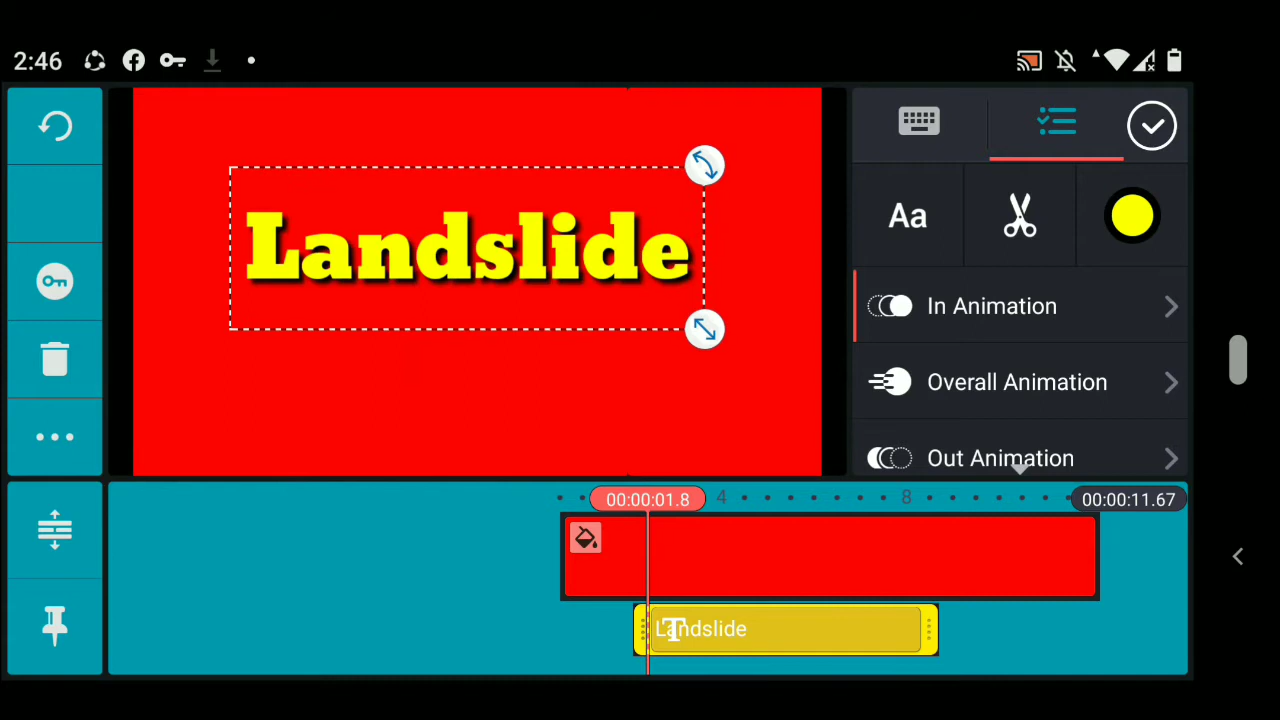 2:46
Landslide
Aa
In Animation
Overall Animation
Out Animation
00:00:01.8
4
8
00:00:11.67
Landslide